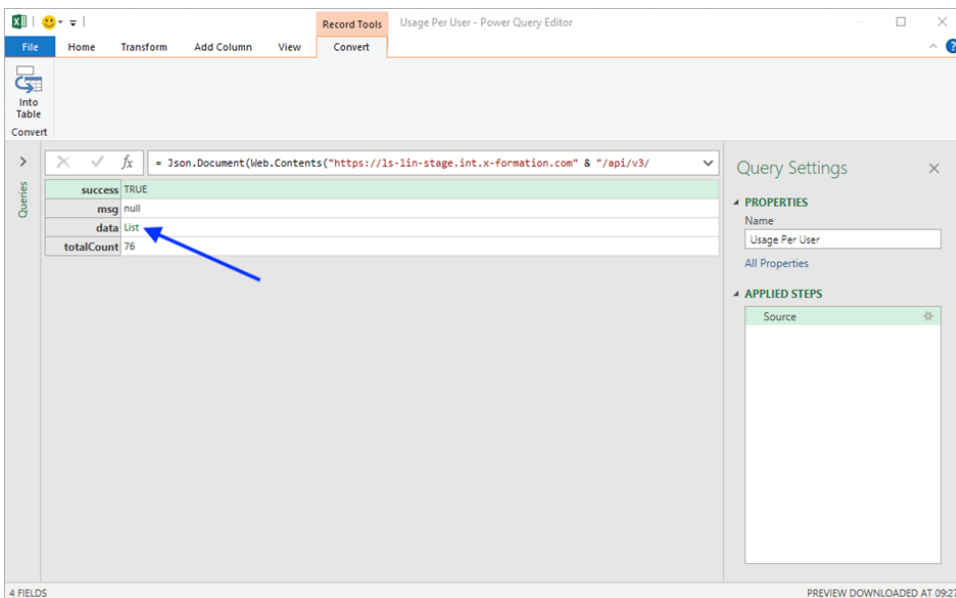 Record Tools Usage Per User - Power Query Editor
File Home Transform Add Column View Convert
Into
Table
Convert
Queries
fx = Json.Document(Web.Contents("https://ls-lin-stage.int.x-formation.com" & "/api/v3/
success TRUE
msg null
data List
totalCount 76
Query Settings
PROPERTIES
Name
Usage Per User
All Properties
APPLIED STEPS
Source
4 FIELDS
PREVIEW DOWNLOADED AT 09:27